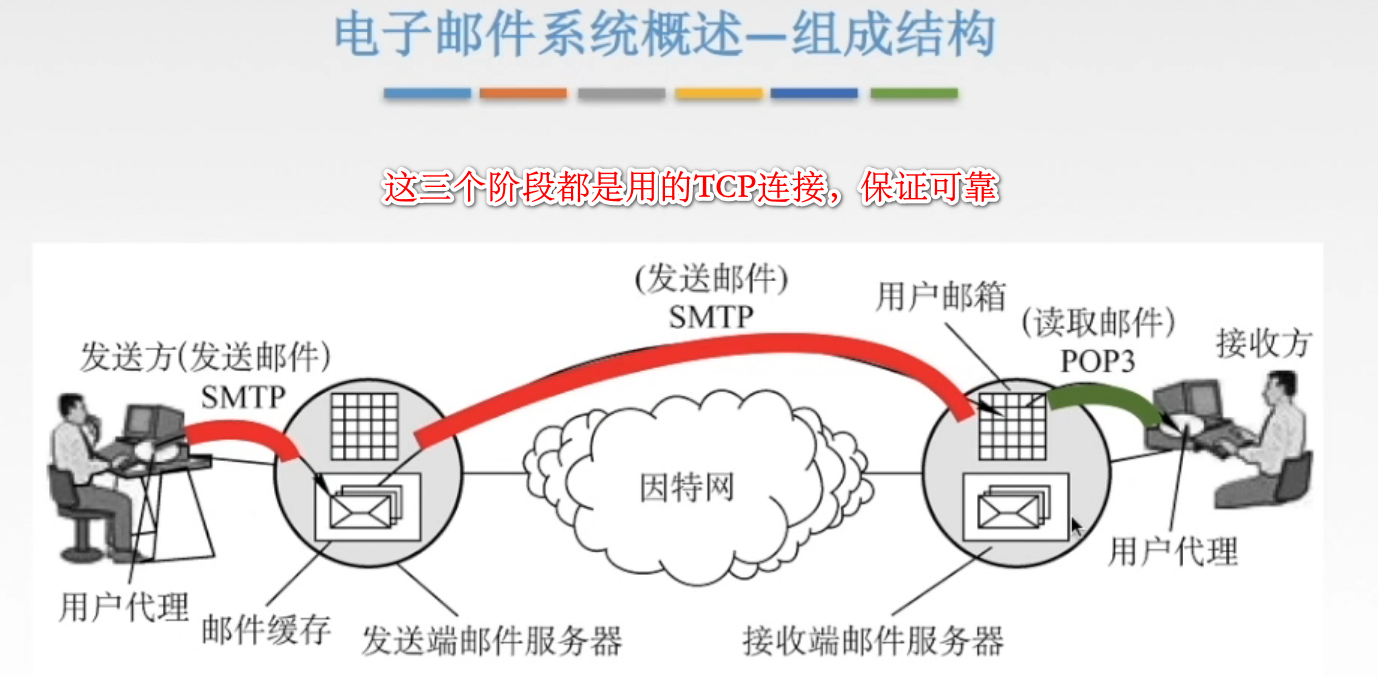 电子邮件系统概述—组成结构
这三个阶段都是用的TCP连接，保证可靠
(发送邮件)
SMTP
用户邮箱
(读取邮件)
POP3
接收方
发送方(发送邮件)
SMTP
因特网
用户代理
用户代理
邮件缓存
发送端邮件服务器
接收端邮件服务器